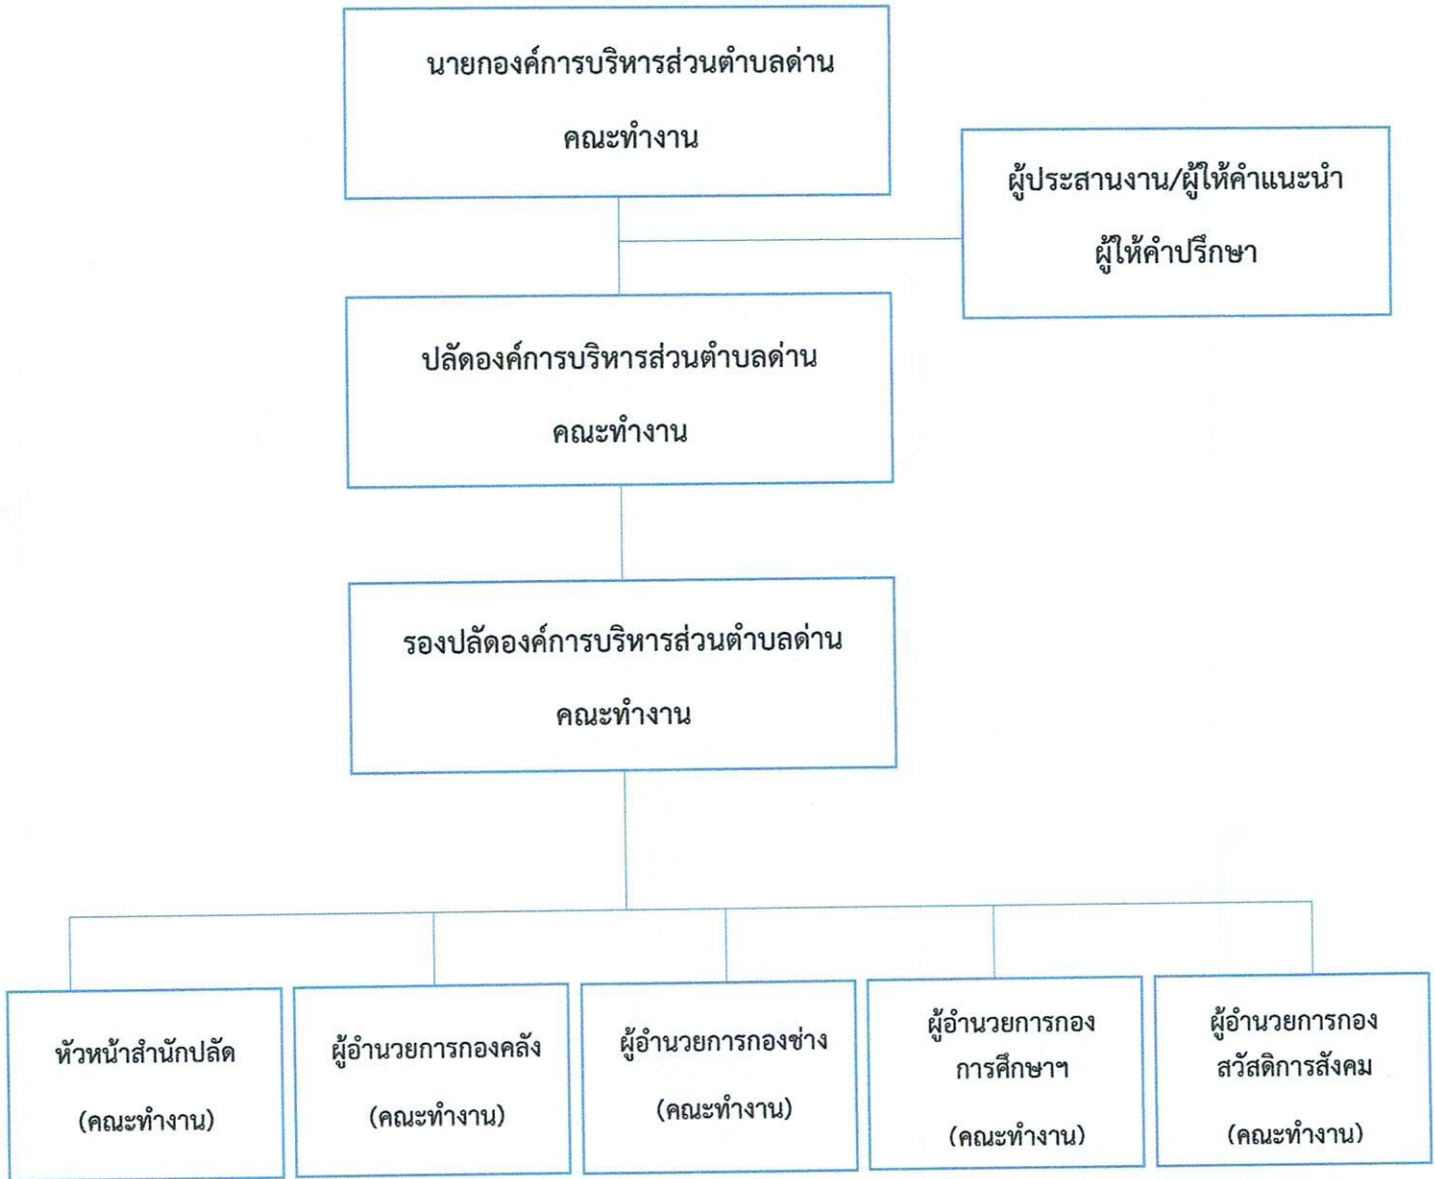 นายกองค์การบริหารส่วนตำบลด่าน
คณะทำงาน
ผู้ประสานงาน/ผู้ให้คำแนะนำ
ผู้ให้คำปรึกษา
ปลัดองค์การบริหารส่วนตำบลด่าน
คณะทำงาน
รองปลัดองค์การบริหารส่วนตำบลด่าน
คณะทำงาน
หัวหน้าสำนักปลัด
(คณะทำงาน)
ผู้อำนวยการกองคลัง
(คณะทำงาน)
ผู้อำนวยการกองช่าง
(คณะทำงาน)
ผู้อำนวยการกอง
การศึกษาฯ
(คณะทำงาน)
ผู้อำนวยการกอง
สวัสดิการสังคม
(คณะทำงาน)